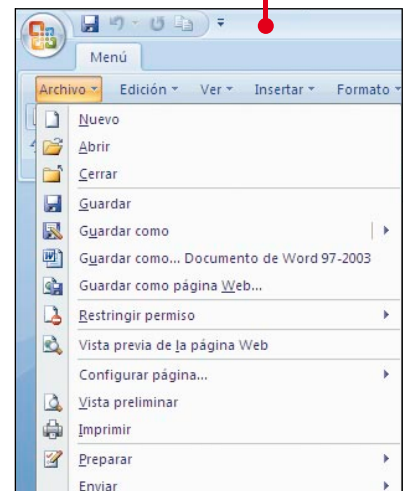 Menú
Archivo Edición Ver Insertar Formato
Nuevo
Abrir
Cerrar
Guardar
Guardar como
Guardar como... Documento de Word 97-2003
Guardar como página Web...
Restringir permiso
Vista previa de la página Web
Configurar página...
Vista preliminar
Imprimir
Preparar
Enviar